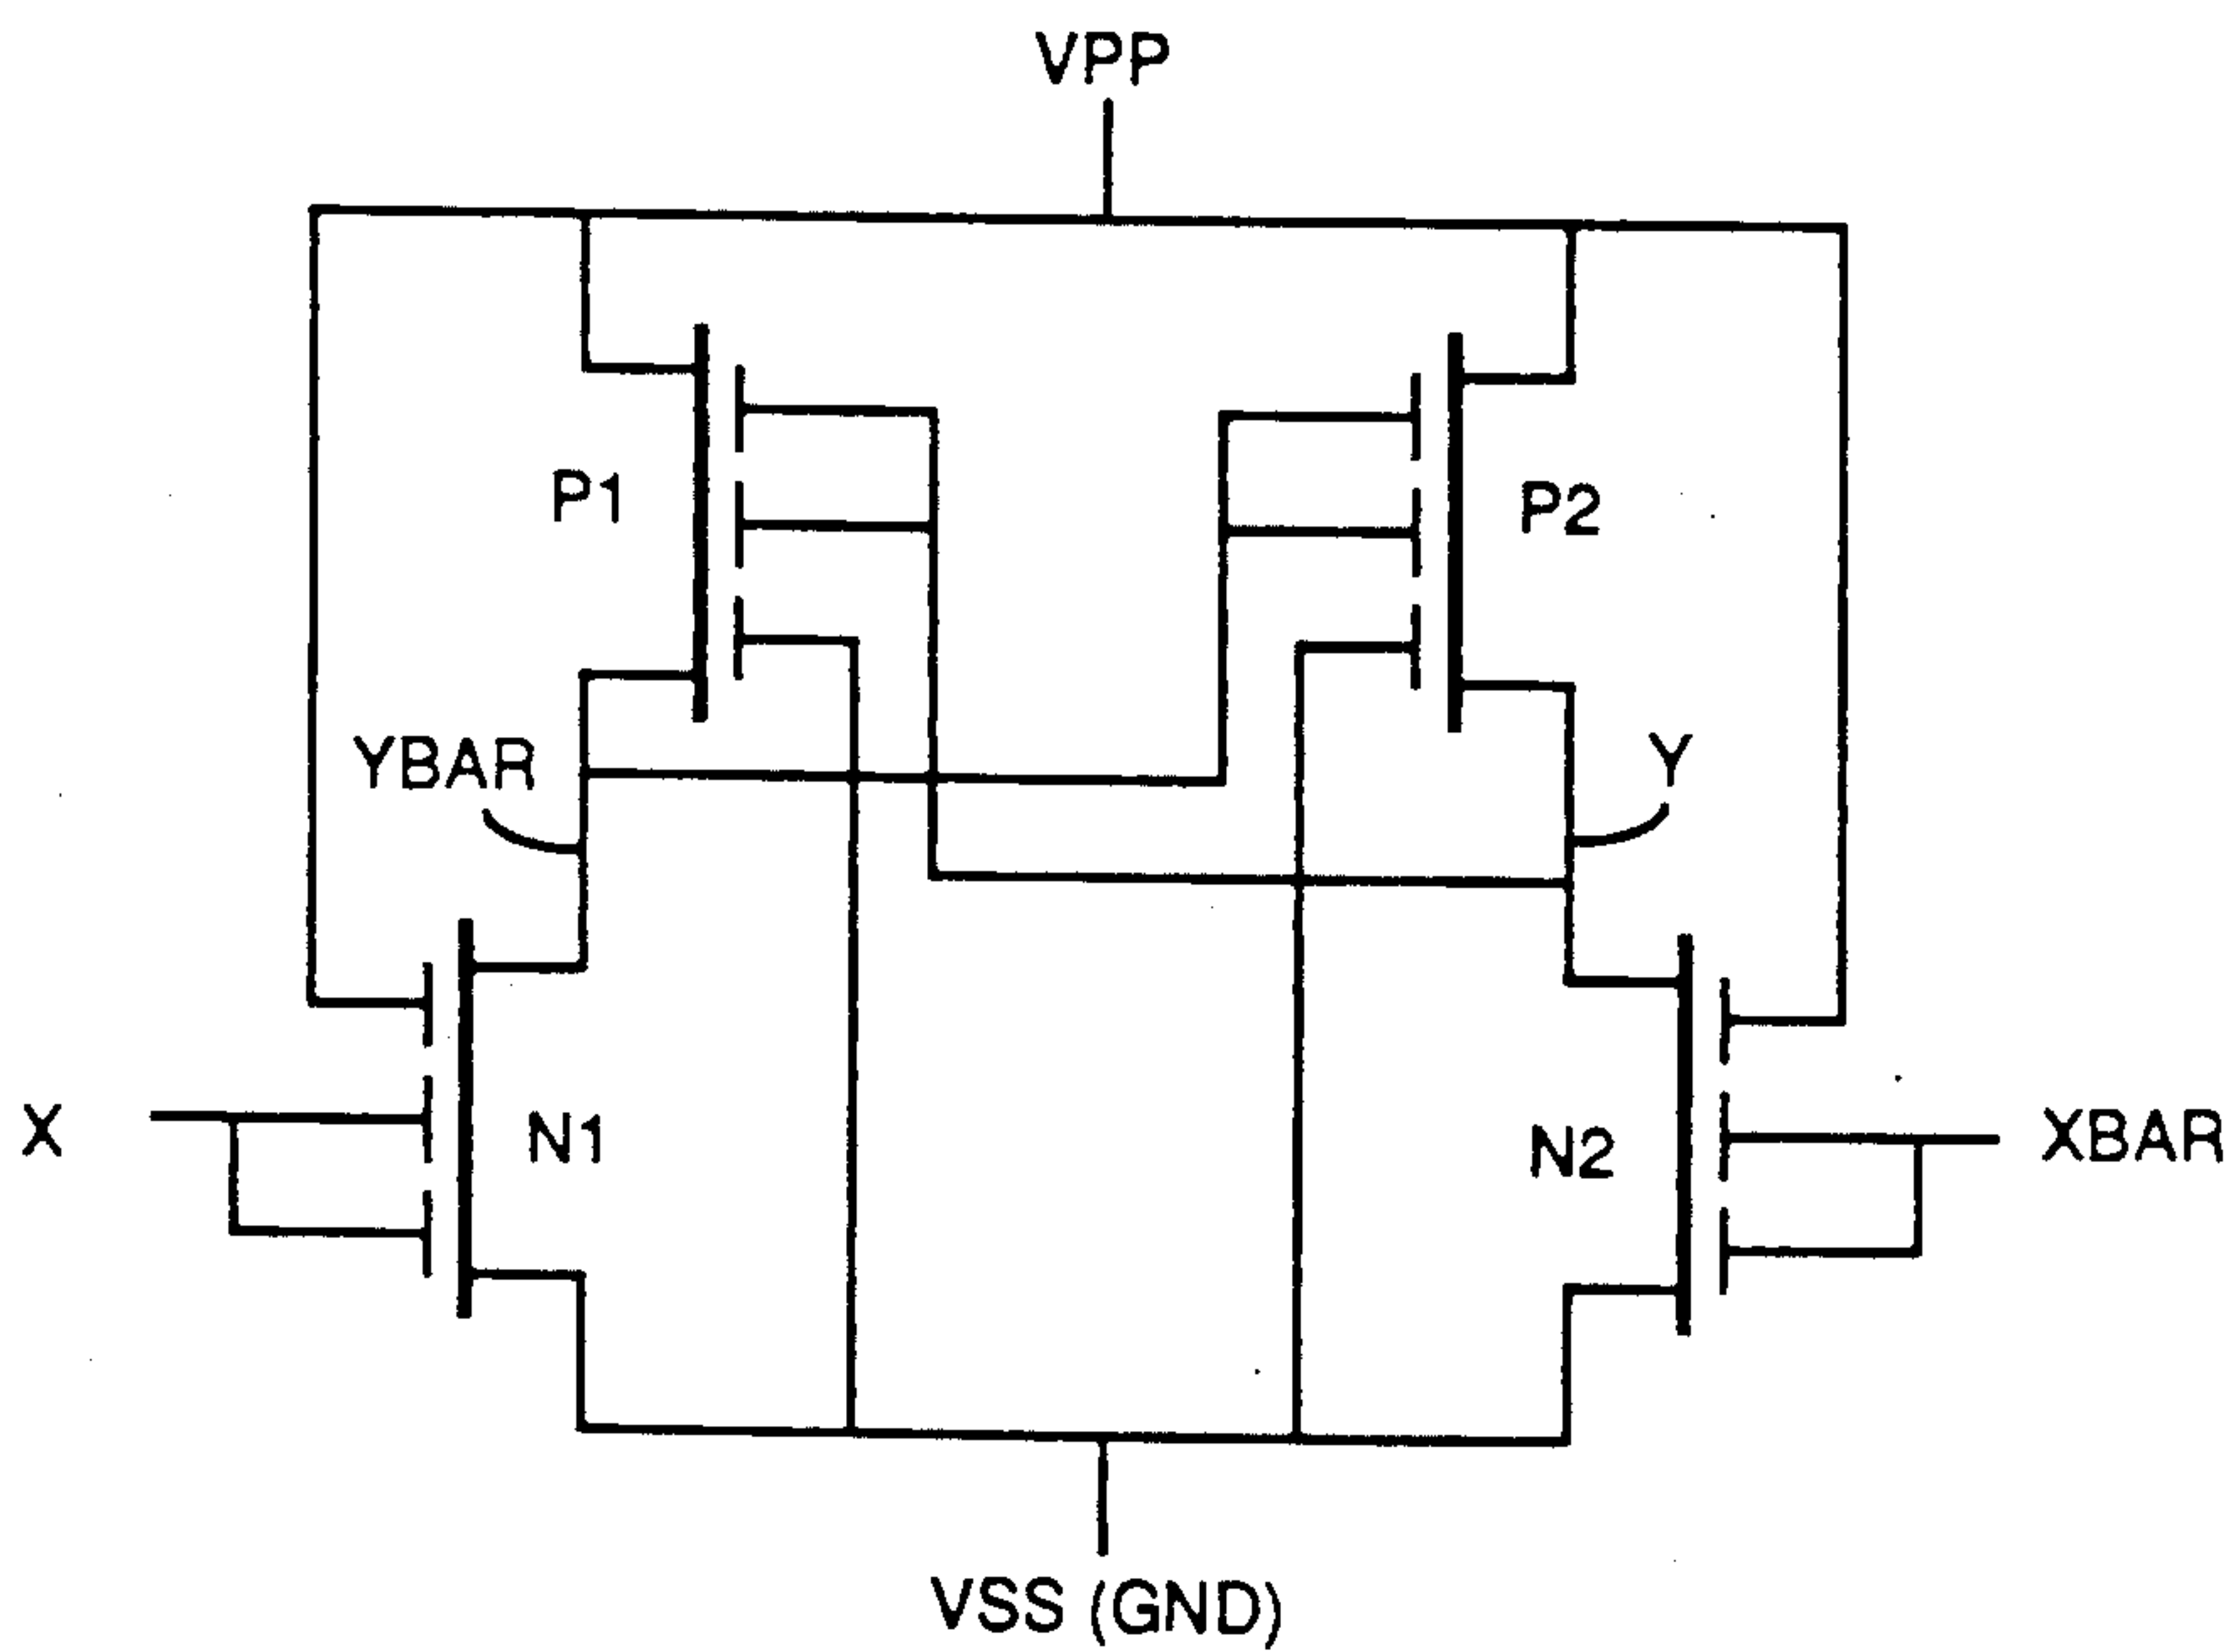 VPP
P1
P2
YBAR
Y
X
N1
N2
XBAR
VSS (GND)